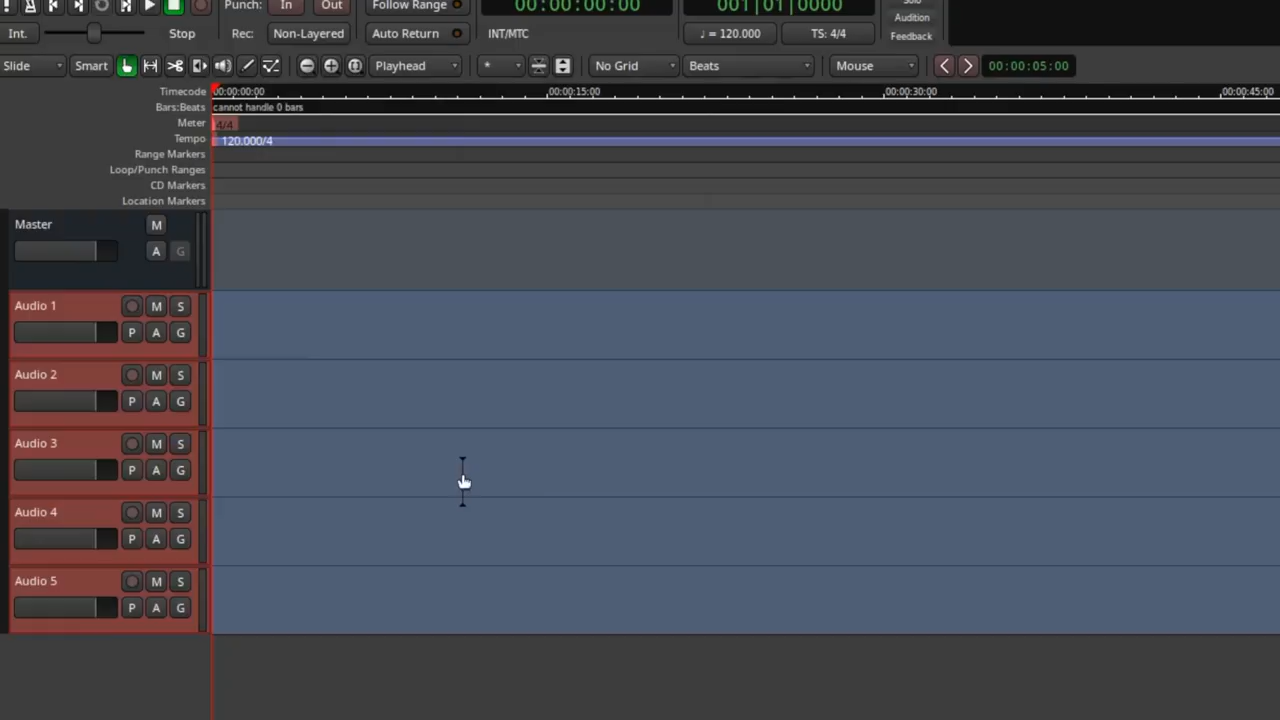 Punch: In Out Follow Range 00:00:00:00 001|01|0000 Solo
Int. Stop Rec: Non-Layered Auto Return INT/MTC ♩ = 120.000 TS: 4/4 Audition
Feedback
Slide Smart Playhead * No Grid Beats Mouse 00:00:05:00
Timecode 00:00:00:00 00:00:15:00 00:00:30:00 00:00:45:00
Bars:Beats cannot handle 0 bars
Meter 4/4
Tempo 120.000/4
Range Markers
Loop/Punch Ranges
CD Markers
Location Markers
Master M
A G
Audio 1 M S
P A G
Audio 2 M S
P A G
Audio 3 M S
P A G
Audio 4 M S
P A G
Audio 5 M S
P A G